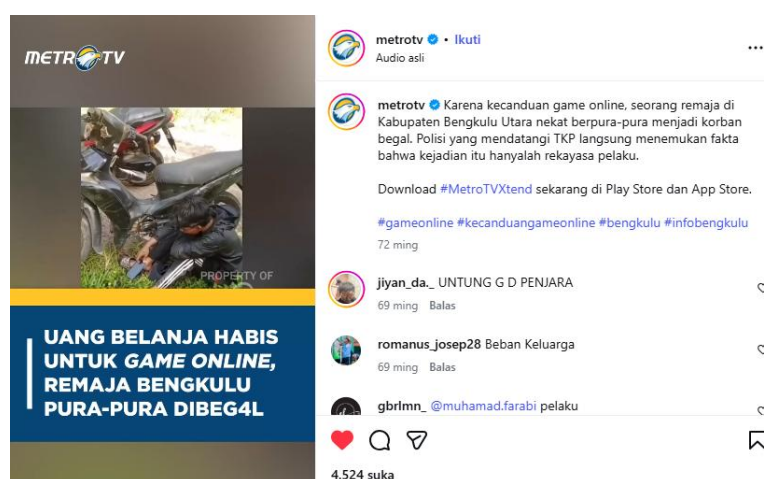 METRO TV
PROPERTY OF
UANG BELANJA HABIS
UNTUK GAME ONLINE,
REMAJA BENGKULU
PURA-PURA DIBEG4L
metrotv • Ikuti
Audio asli
metrotv Karena kecanduan game online, seorang remaja di
Kabupaten Bengkulu Utara nekat berpura-pura menjadi korban
begal. Polisi yang mendatangi TKP langsung menemukan fakta
bahwa kejadian itu hanyalah rekayasa pelaku.
Download #MetroTVXtend sekarang di Play Store dan App Store.
#gameonline #kecanduangameonline #bengkulu #infobengkulu
72 ming
jiyan_da._ UNTUNG G D PENJARA
69 ming Balas
romanus_josep28 Beban Keluarga
69 ming Balas
gbrlmn_ @muhamad.farabi pelaku
4.524 suka